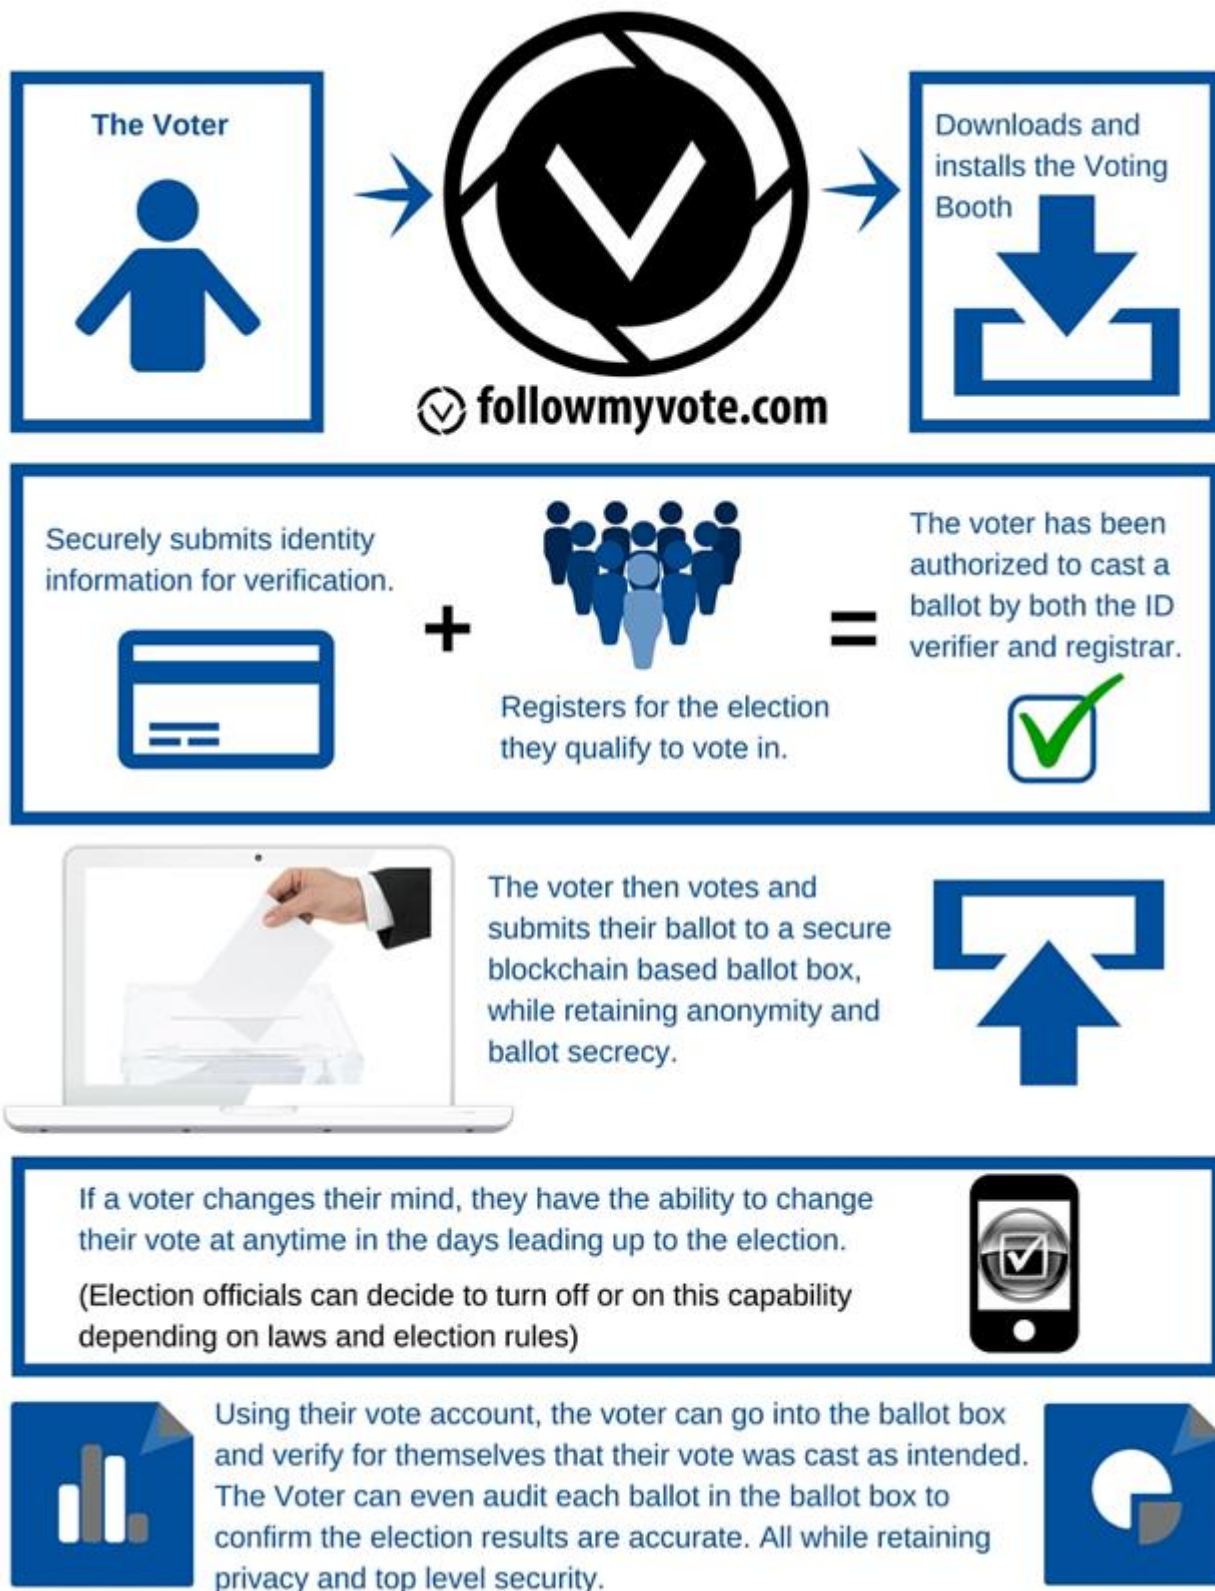 The Voter
followmyvote.com
Downloads and
installs the Voting
Booth
Securely submits identity
information for verification.
+
Registers for the election
they qualify to vote in.
=
The voter has been
authorized to cast a
ballot by both the ID
verifier and registrar.
The voter then votes and
submits their ballot to a secure
blockchain based ballot box,
while retaining anonymity and
ballot secrecy.
If a voter changes their mind, they have the ability to change
their vote at anytime in the days leading up to the election.
(Election officials can decide to turn off or on this capability
depending on laws and election rules)
Using their vote account, the voter can go into the ballot box
and verify for themselves that their vote was cast as intended.
The Voter can even audit each ballot in the ballot box to
confirm the election results are accurate. All while retaining
privacy and top level security.